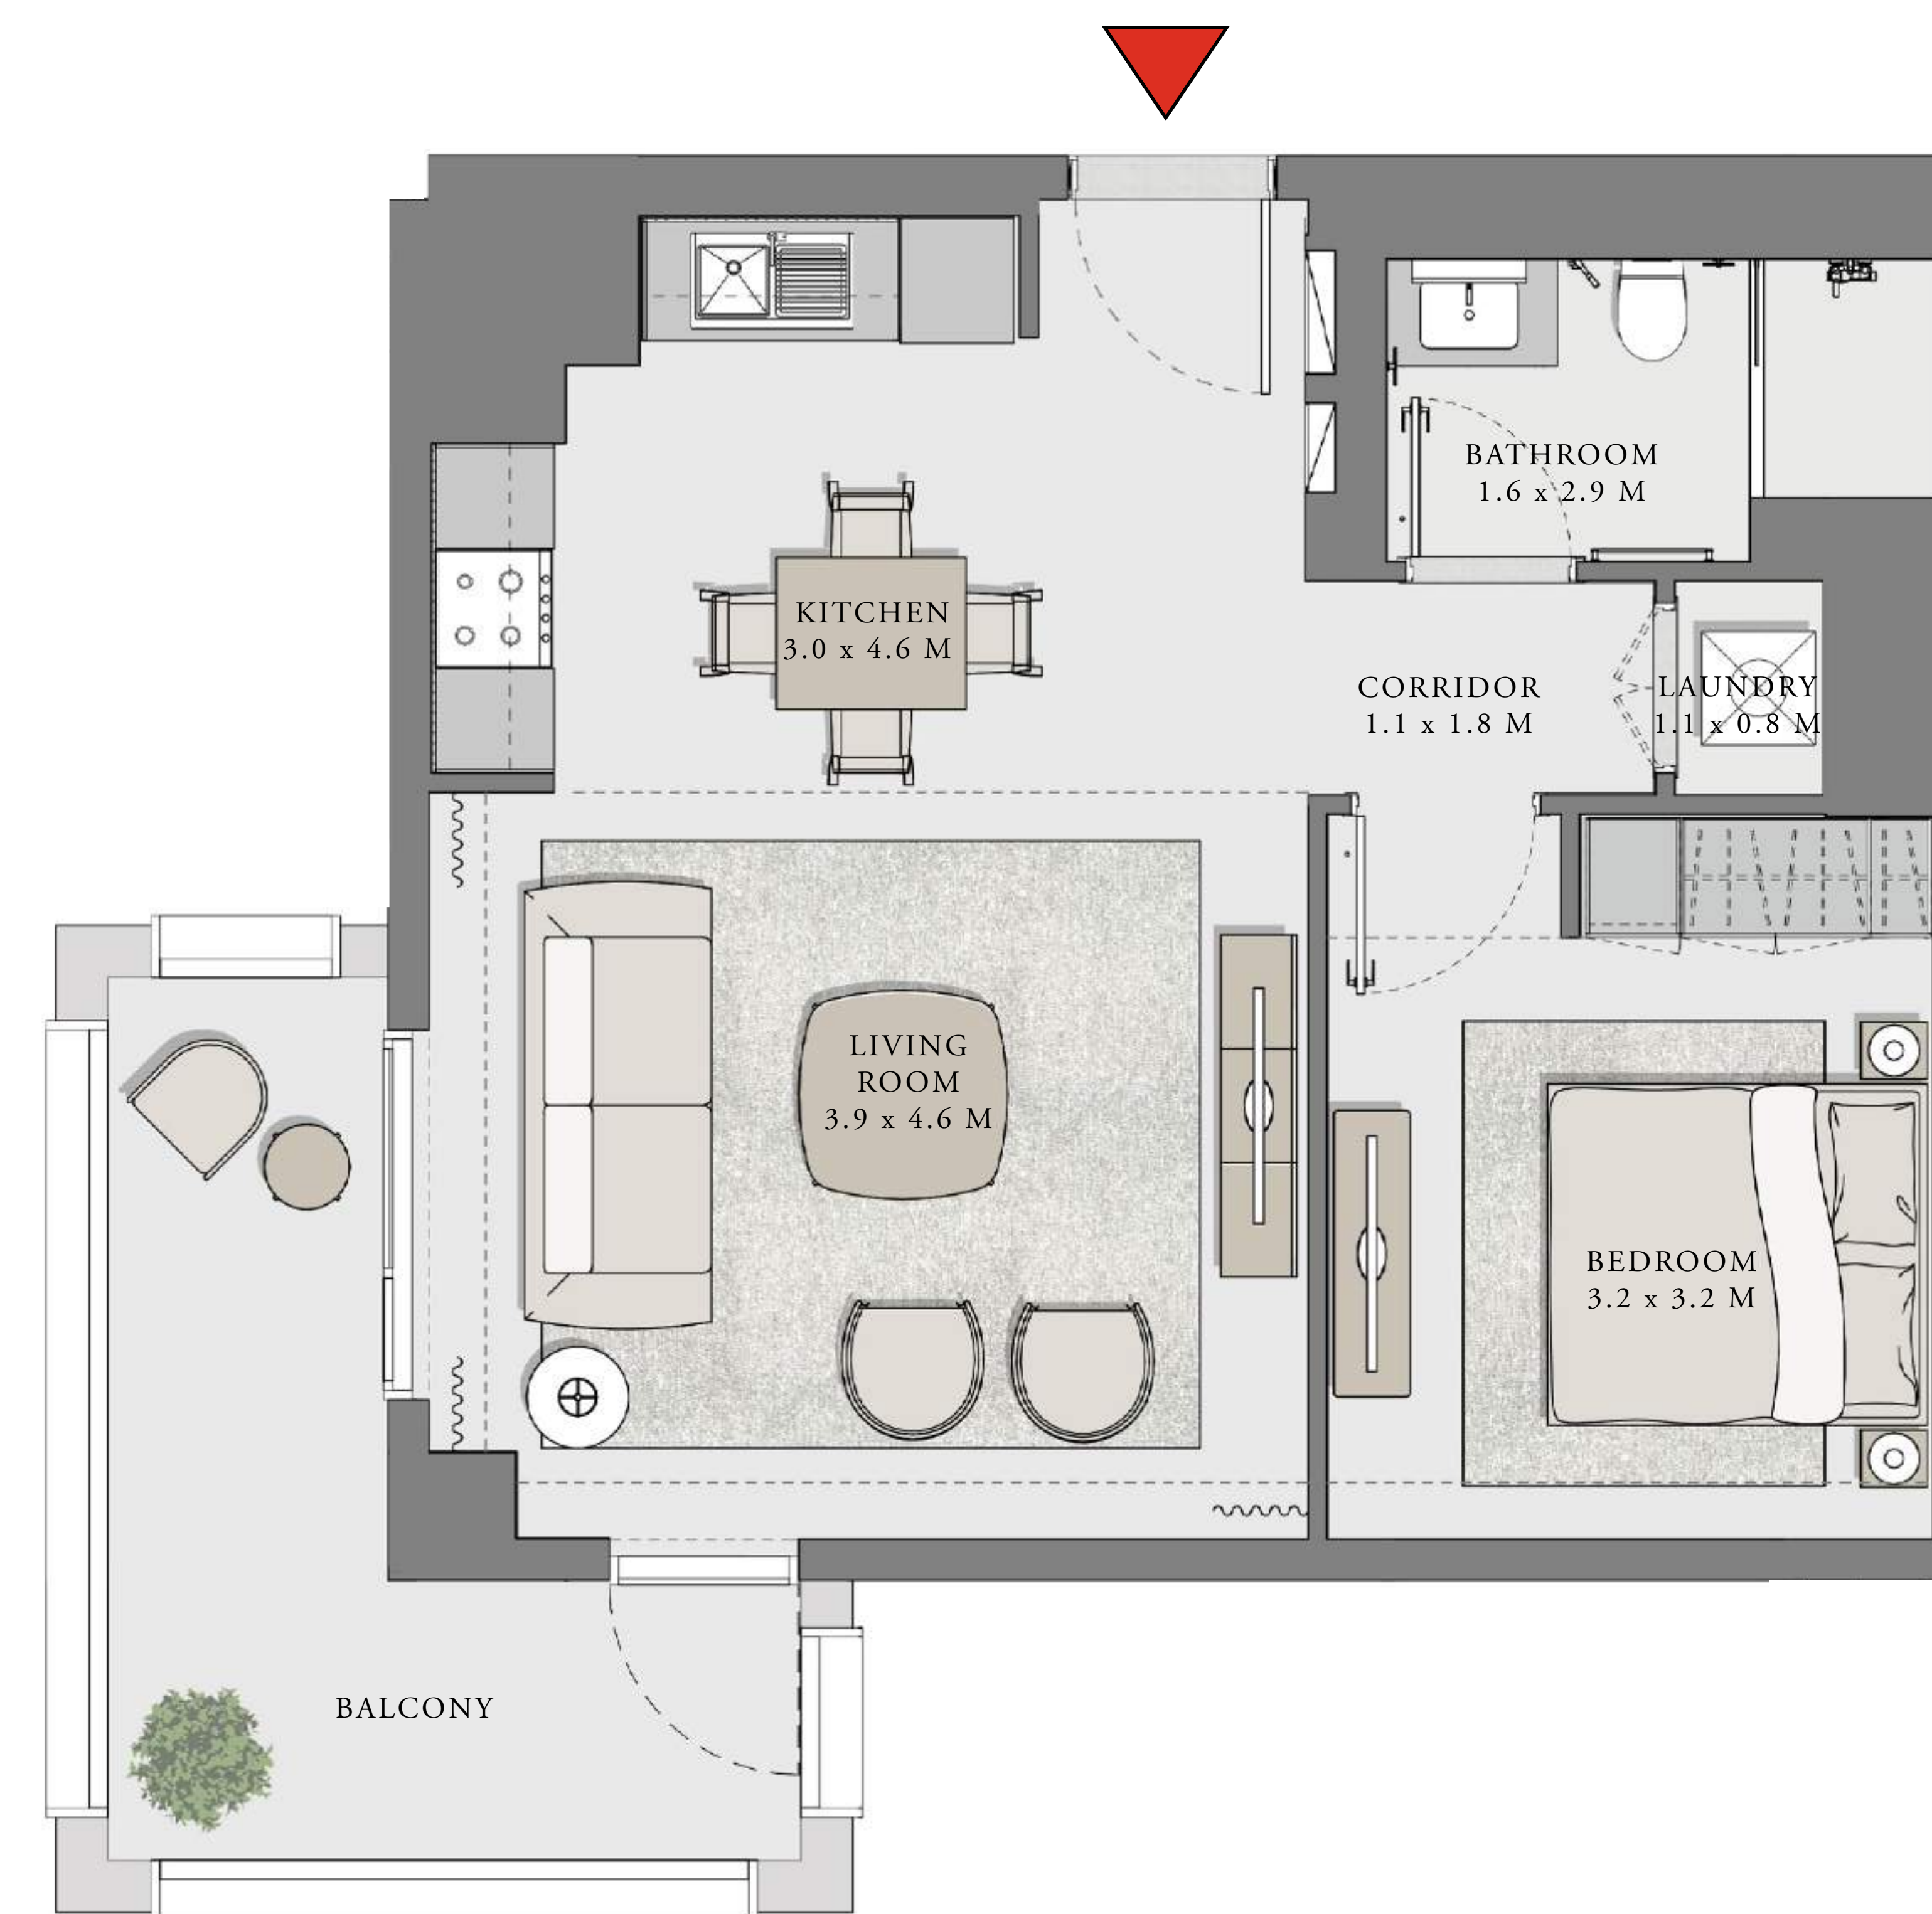 BATHROOM
1.6 x 2.9 M
KITCHEN
3.0 x 4.6 M
CORRIDOR
1.1 x 1.8 M
LAUNDRY
1.1 x 0.8 M
LIVING
ROOM
3.9 x 4.6 M
BEDROOM
3.2 x 3.2 M
BALCONY